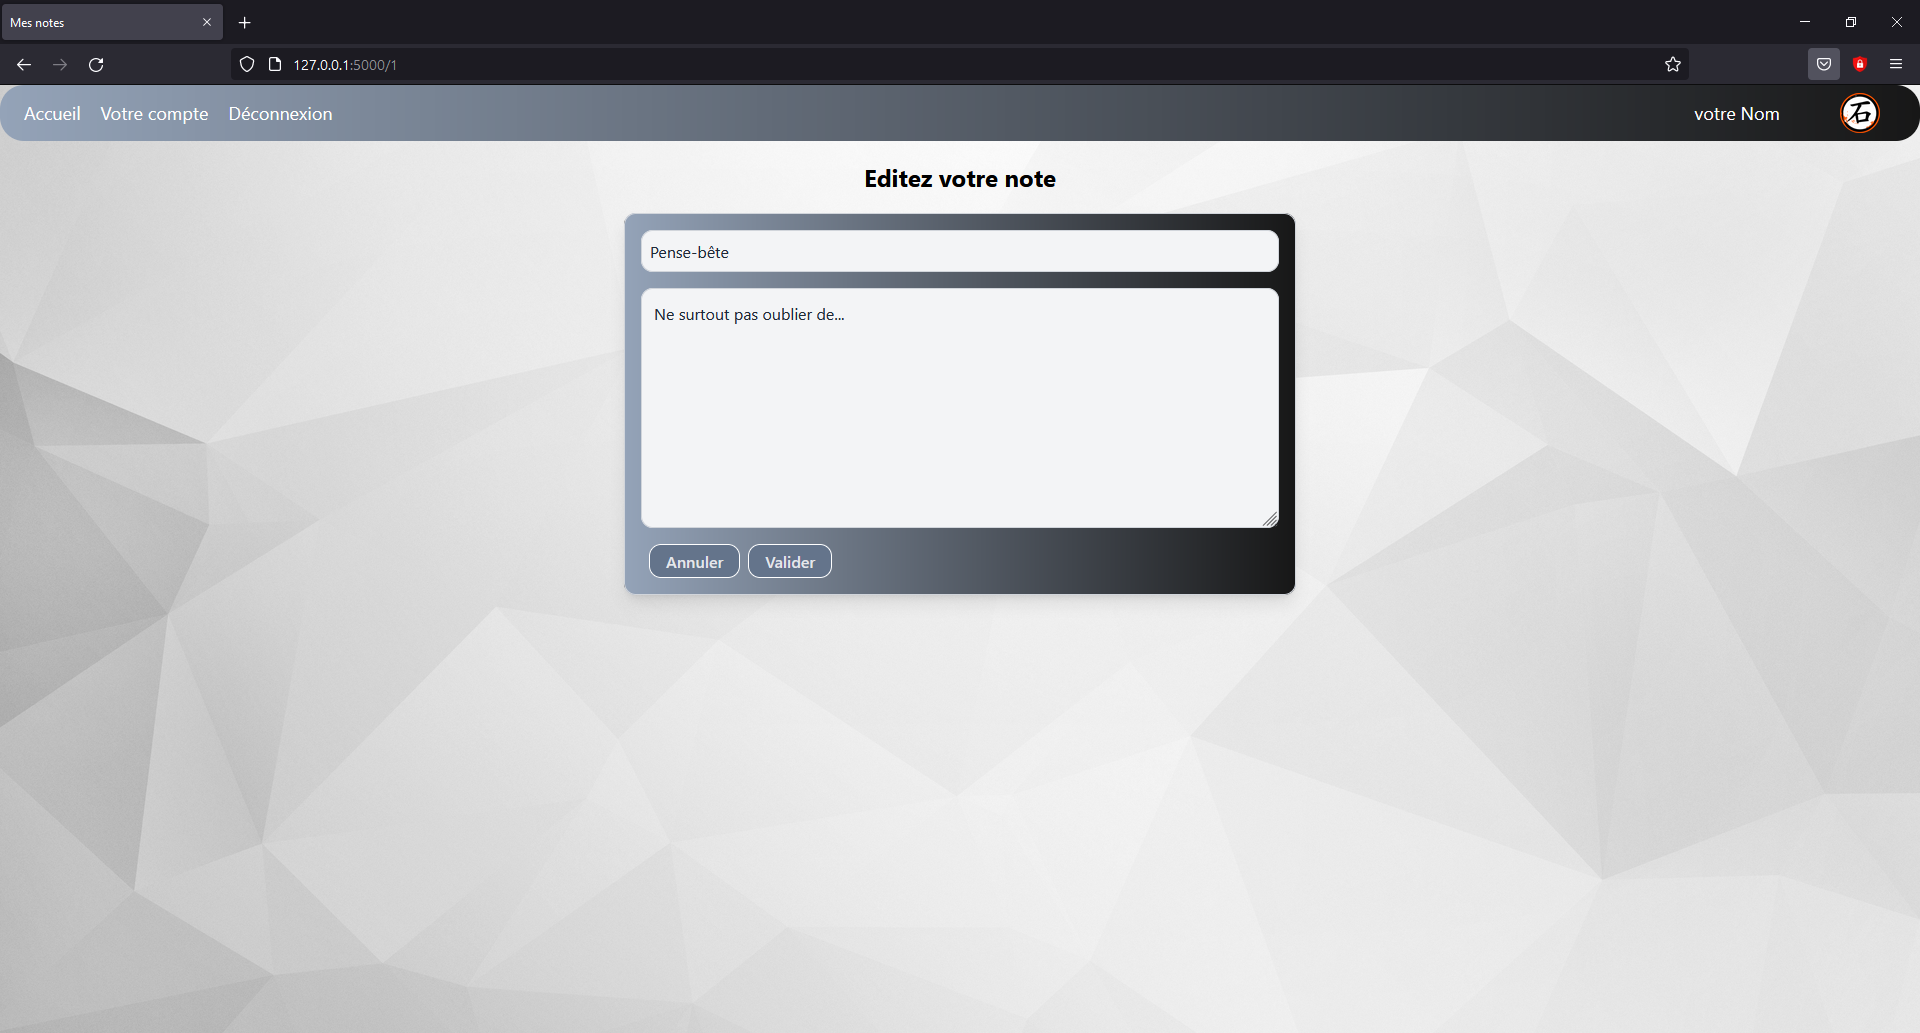 Mes notes
127.0.0.1:5000/1
Accueil Votre compte Déconnexion votre Nom 石
Editez votre note
Pense-bête
Ne surtout pas oublier de...
Annuler Valider